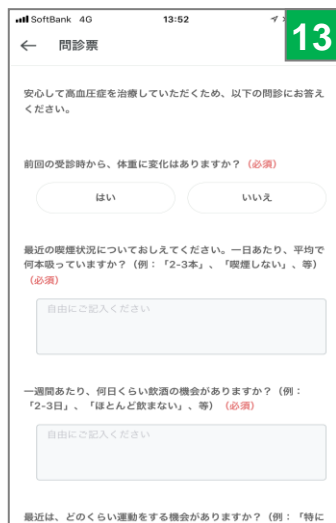 SoftBank 4G 13:52
13
← 問診票
安心して高血圧症を治療していただくため、以下の問診にお答え
ください。
前回の受診時から、体重に変化はありますか？（必須）
はい いいえ
最近の喫煙状況についておしえてください。一日あたり、平均で
何本吸っていますか？（例：「2-3本」、「喫煙しない」、等）
（必須）
自由にご記入ください
一週間あたり、何日くらい飲酒の機会がありますか？（例：
「2-3日」、「ほとんど飲まない」、等）（必須）
自由にご記入ください
最近は、どのくらい運動をする機会がありますか？（例：「特に